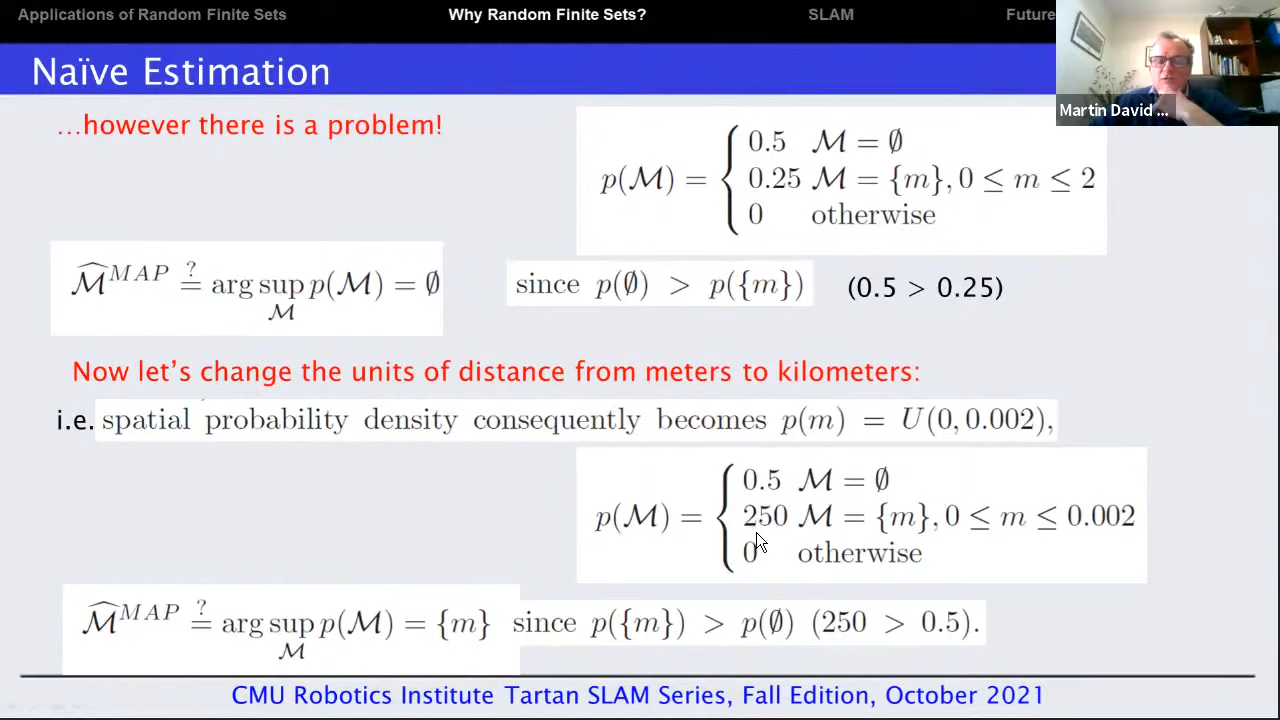 Applications of Random Finite Sets Why Random Finite Sets? SLAM Future
Martin David ...
Naïve Estimation
...however there is a problem!
p(ℳ) = { 0.5 ℳ = ∅
0.25 ℳ = {m}, 0 ≤ m ≤ 2
0 otherwise
ℳ̂^MAP ?= arg sup_ℳ p(ℳ) = ∅ since p(∅) > p({m}) (0.5 > 0.25)
Now let's change the units of distance from meters to kilometers:
i.e. spatial probability density consequently becomes p(m) = U(0, 0.002),
p(ℳ) = { 0.5 ℳ = ∅
250 ℳ = {m}, 0 ≤ m ≤ 0.002
0 otherwise
ℳ̂^MAP ?= arg sup_ℳ p(ℳ) = {m} since p({m}) > p(∅) (250 > 0.5).
CMU Robotics Institute Tartan SLAM Series, Fall Edition, October 2021